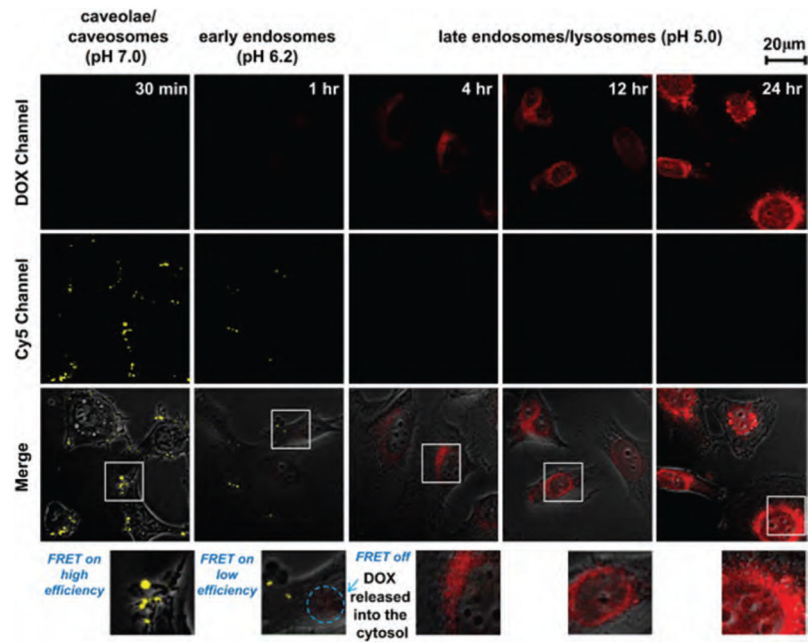 caveolae/
caveosomes
(pH 7.0)
early endosomes
(pH 6.2)
late endosomes/lysosomes (pH 5.0)
20μm
DOX Channel
30 min
1 hr
4 hr
12 hr
24 hr
Cy5 Channel
Merge
FRET on
high
efficiency
FRET on
low
efficiency
FRET off
DOX
released
into the
cytosol